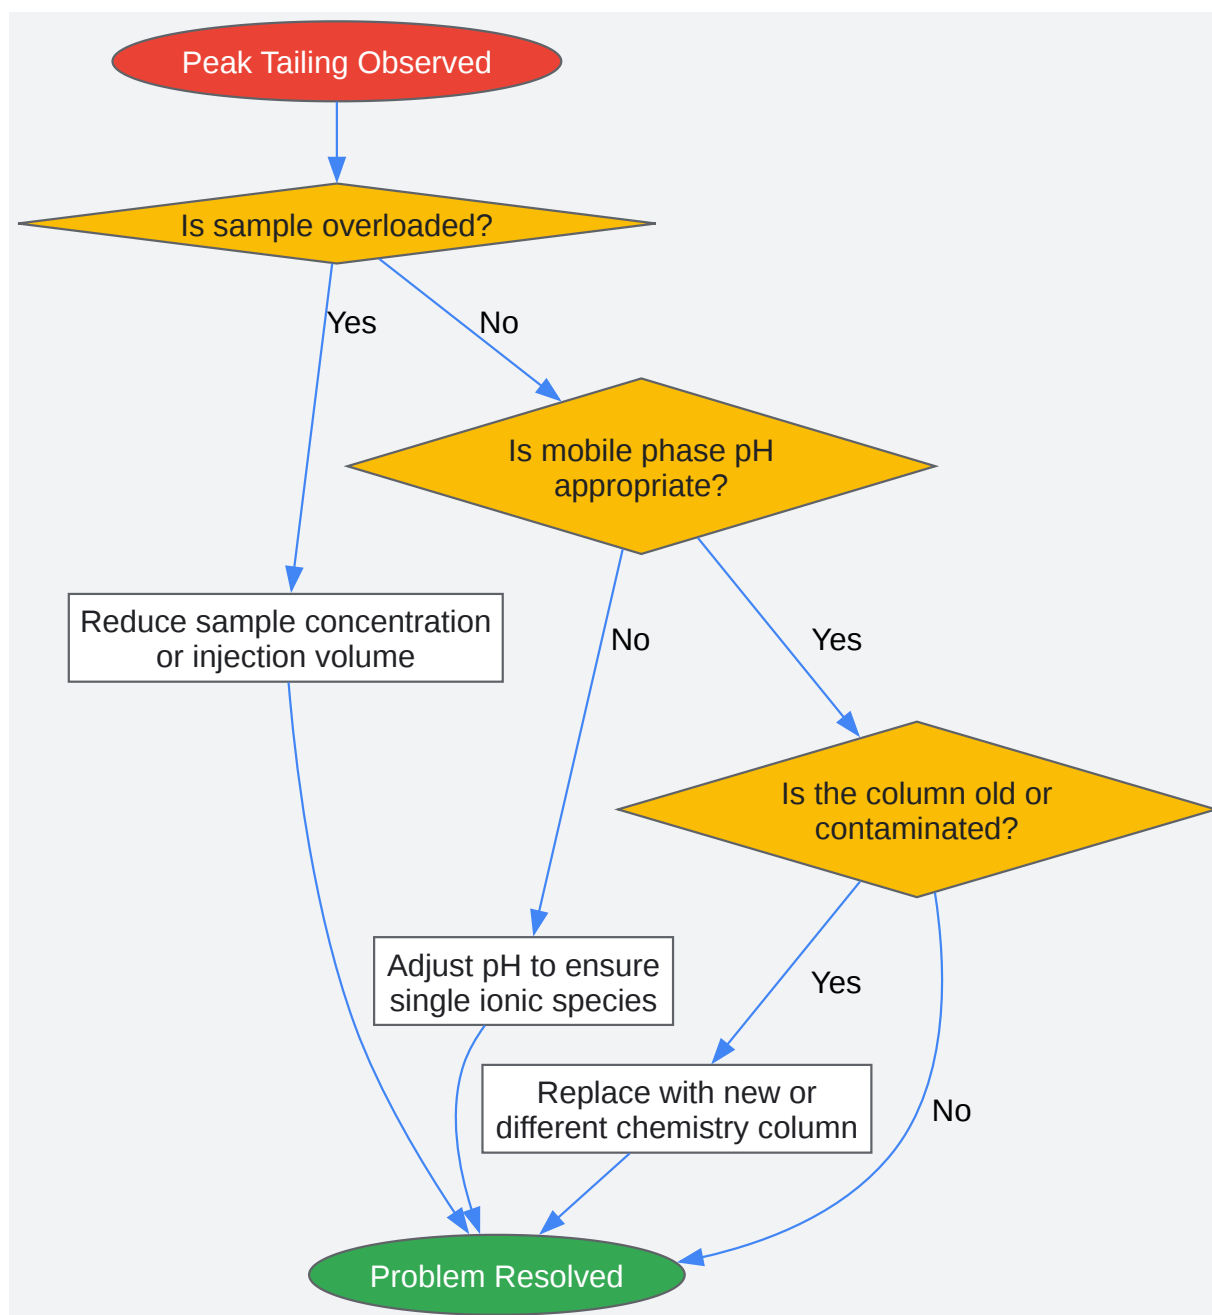 Peak Tailing Observed
Is sample overloaded?
Yes
No
Is mobile phase pH
appropriate?
Reduce sample concentration
or injection volume
No
Yes
Is the column old or
contaminated?
Adjust pH to ensure
single ionic species
Yes
Replace with new or
different chemistry column
No
Problem Resolved